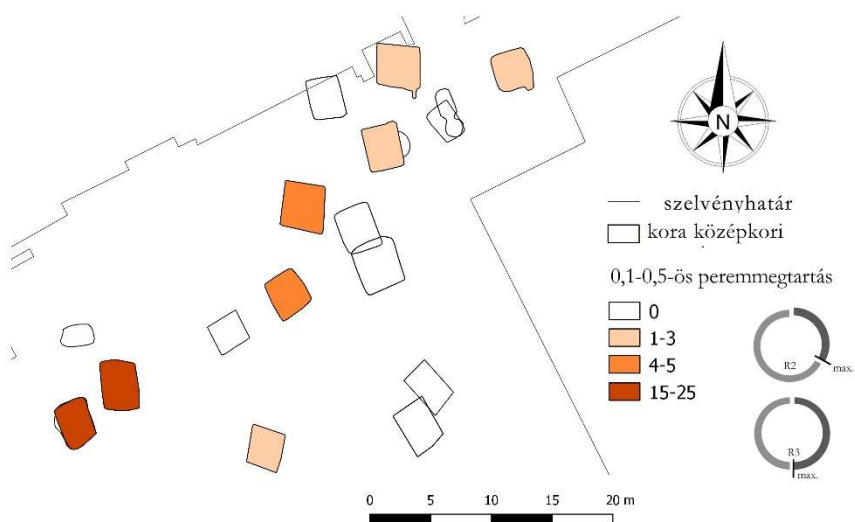 N
szelvényhatár
kora középkori
0,1-0,5-ös peremmegtartás
0
1-3
4-5
15-25
R2
max.
R3
max.
0 5 10 15 20 m